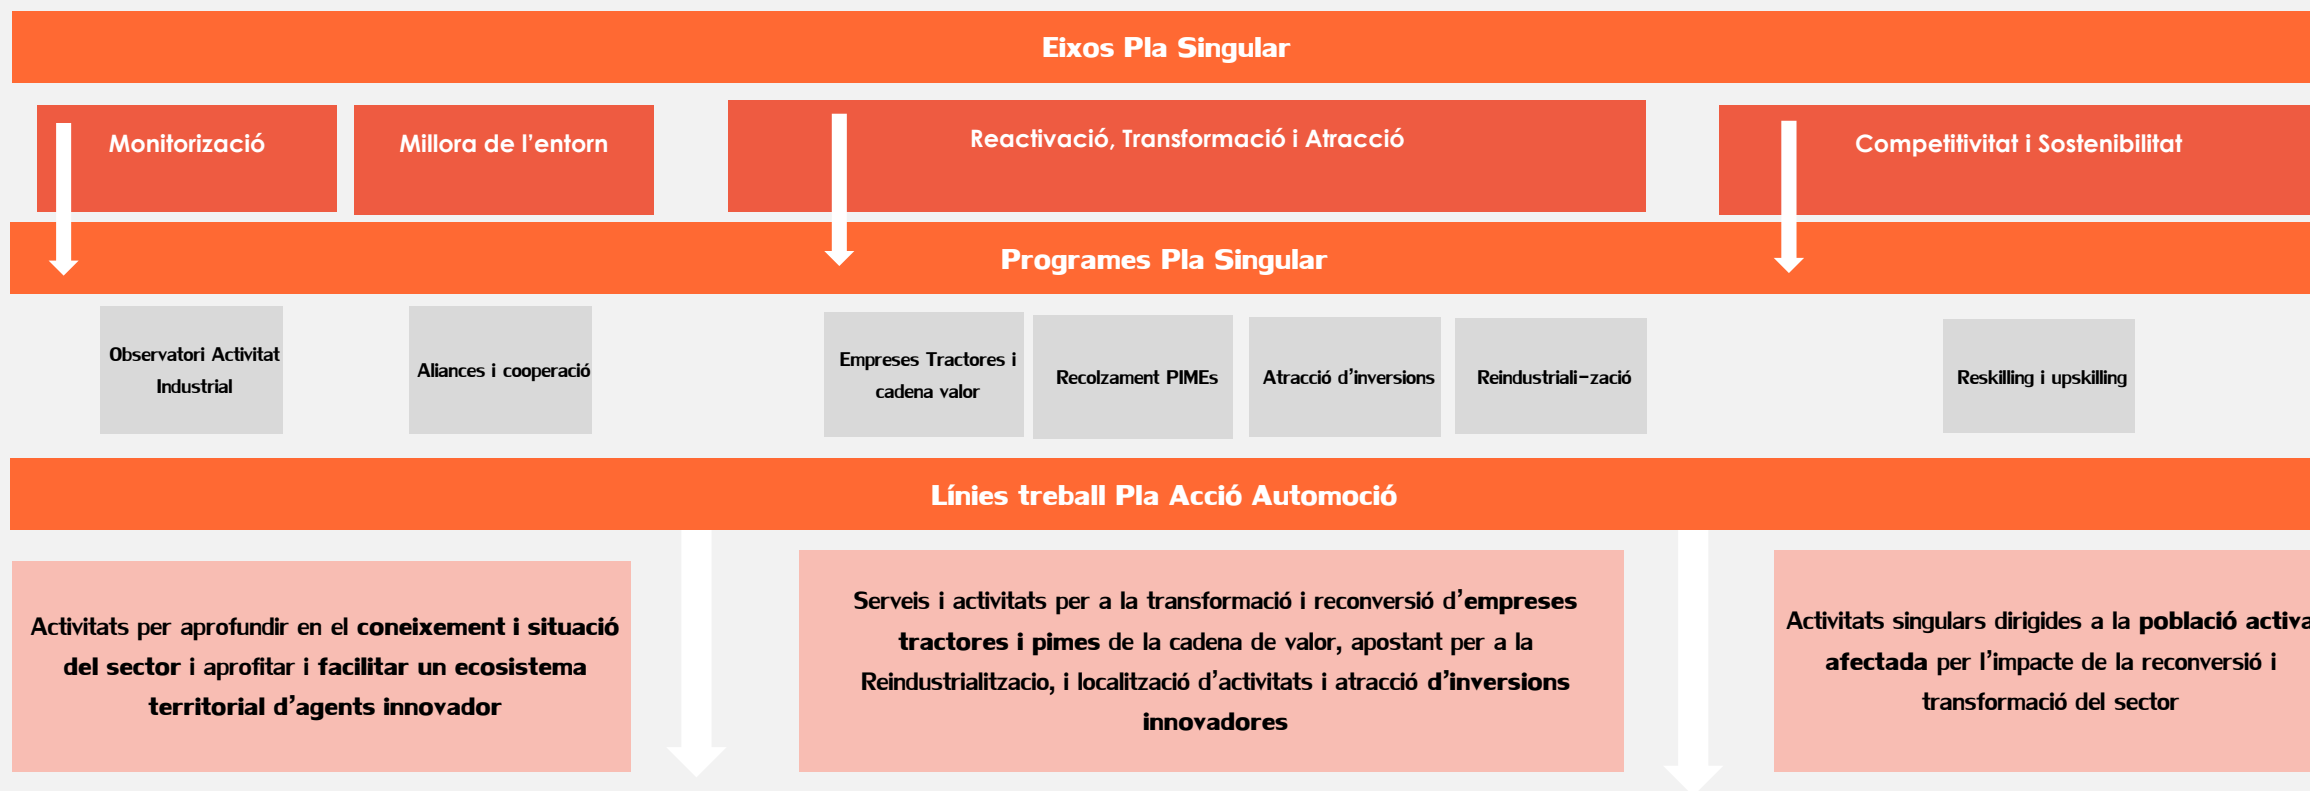 Eixos Pla Singular
Monitorizació
Millora de l'entorn
Reactivació, Transformació i Atracció
Competitivitat i Sostenibilitat
Programes Pla Singular
Observatori Activitat
Industrial
Aliances i cooperació
Empreses Tractores i
cadena valor
Recolzament PIMEs
Atracció d'inversions
Reindustriali-zació
Reskilling i upskilling
Línies treball Pla Acció Automoció
Activitats per aprofundir en el coneixement i situació
del sector i aprofitar i facilitar un ecosistema
territorial d'agents innovador
Serveis i activitats per a la transformació i reconversió d'empreses
tractores i pimes de la cadena de valor, apostant per a la
Reindustrialitzacio, i localització d'activitats i atracció d'inversions
innovadores
Activitats singulars dirigides a la població activa
afectada per l'impacte de la reconversió i
transformació del sector